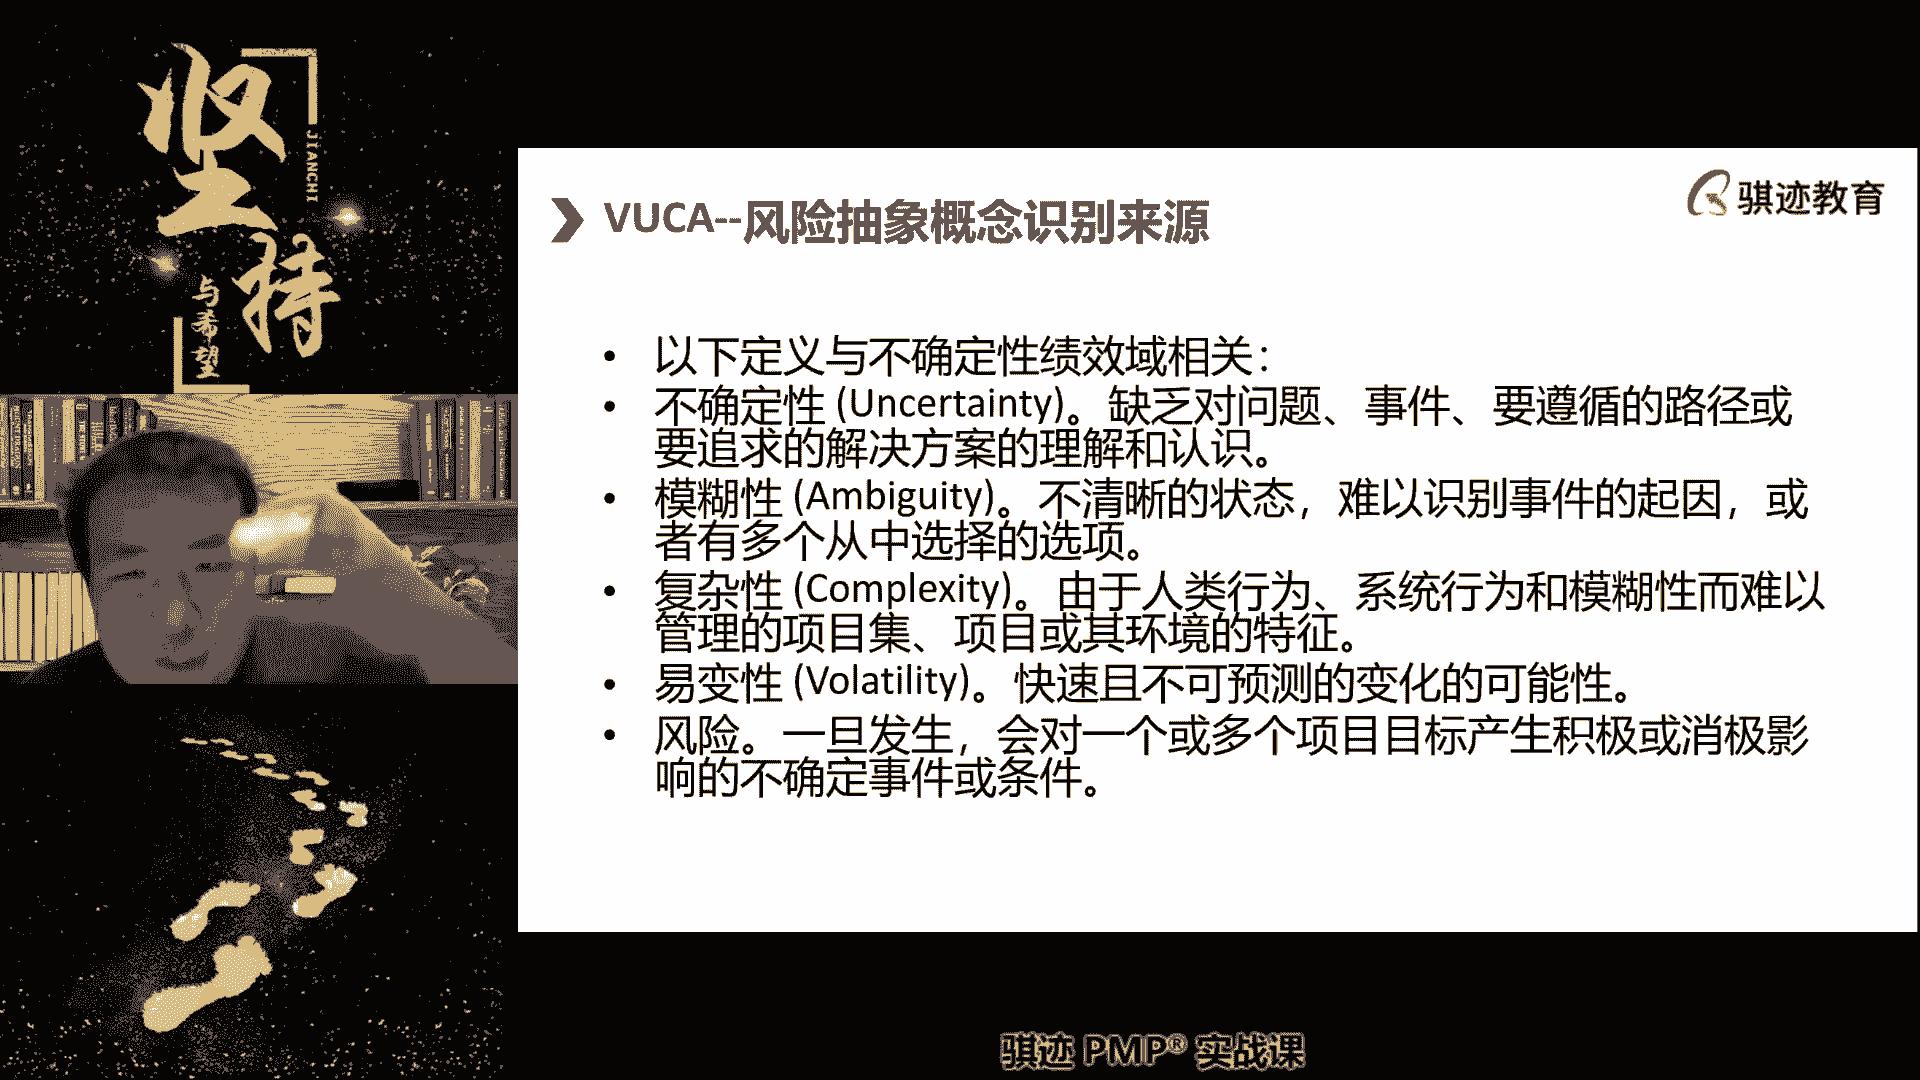 坚持
JIANCHI
与希望
骐迹教育
VUCA--风险抽象概念识别来源
• 以下定义与不确定性绩效域相关：
• 不确定性 (Uncertainty)。缺乏对问题、事件、要遵循的路径或
要追求的解决方案的理解和认识。
• 模糊性 (Ambiguity)。不清晰的状态，难以识别事件的起因，或
者有多个从中选择的选项。
• 复杂性 (Complexity)。由于人类行为、系统行为和模糊性而难以
管理的项目集、项目或其环境的特征。
• 易变性 (Volatility)。快速且不可预测的变化的可能性。
• 风险。一旦发生，会对一个或多个项目目标产生积极或消极影
响的不确定事件或条件。
骐迹 PMP® 实战课